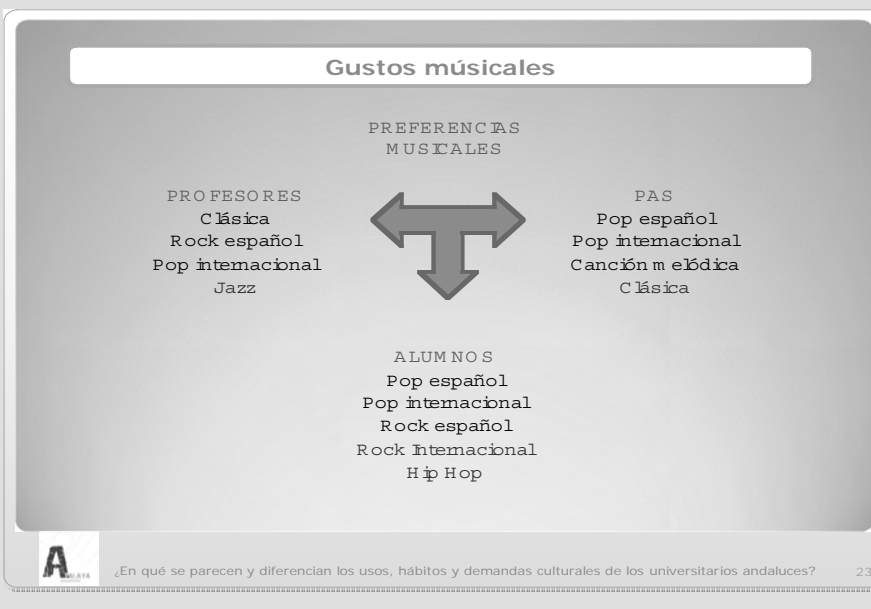 Gustos músicales
PREFERENCIAS
MUSICALES
PROFESORES
Clásica
Rock español
Pop internacional
Jazz
PAS
Pop español
Pop internacional
Canción melódica
Clásica
ALUMNOS
Pop español
Pop internacional
Rock español
Rock Internacional
Hip Hop
¿En qué se parecen y diferencian los usos, hábitos y demandas culturales de los universitarios andaluces? 23